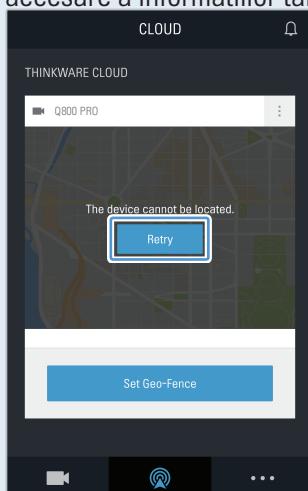 CLOUD
THINKWARE CLOUD
Q800 PRO
The device cannot be located.
Retry
Set Geo-Fence